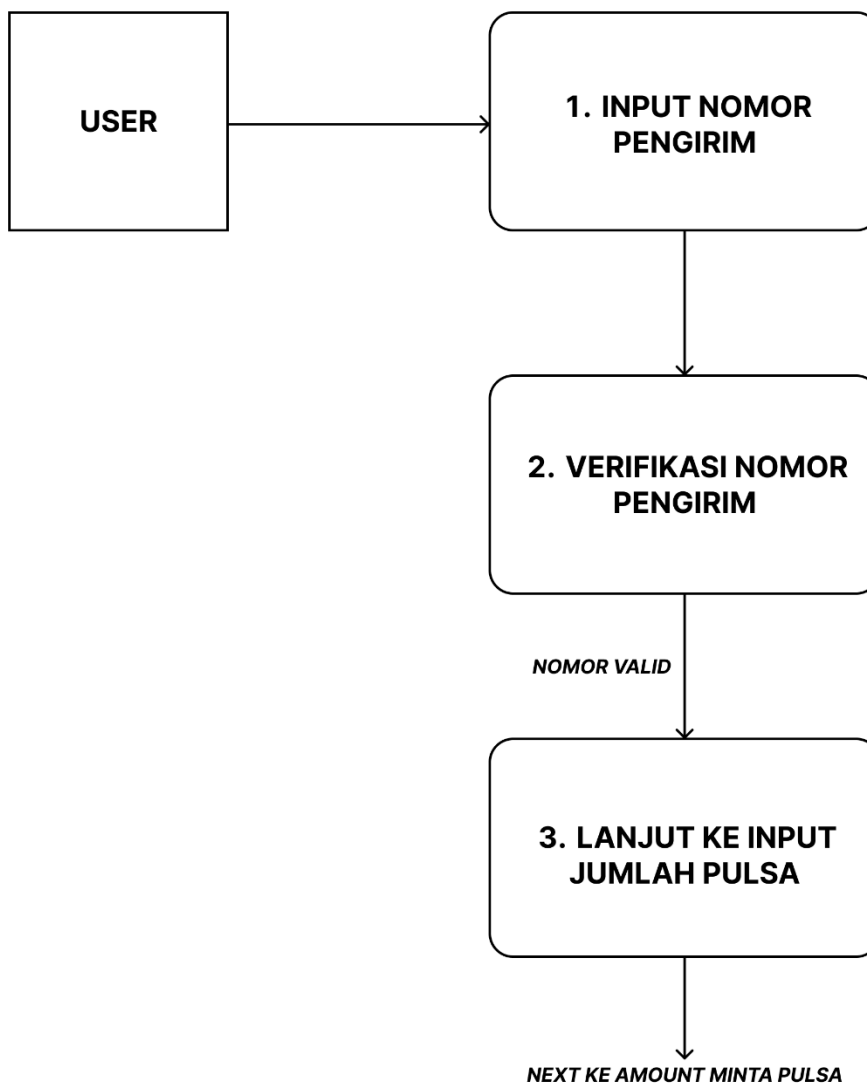 USER
1. INPUT NOMOR
PENGIRIM
2. VERIFIKASI NOMOR
PENGIRIM
NOMOR VALID
3. LANJUT KE INPUT
JUMLAH PULSA
NEXT KE AMOUNT MINTA PULSA